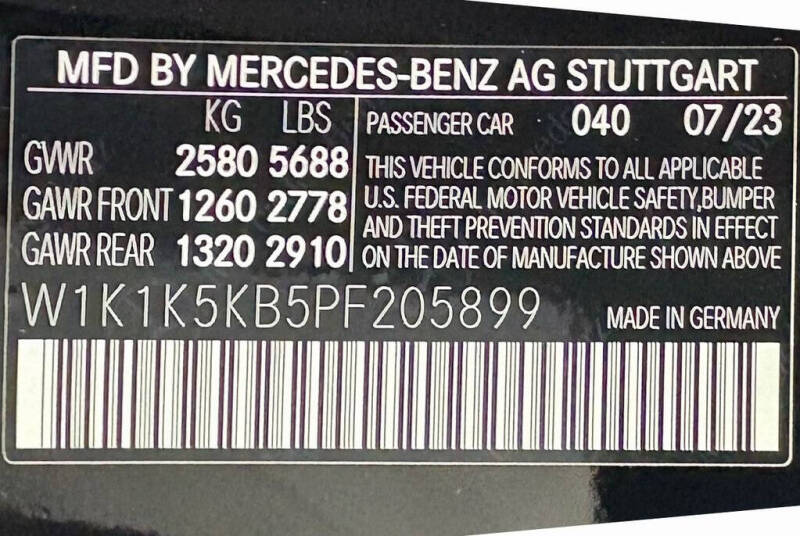 MFD BY MERCEDES-BENZ AG STUTTGART
KG LBS
GVWR 2580 5688
GAWR FRONT 1260 2778
GAWR REAR 1320 2910
PASSENGER CAR 040 07/23
THIS VEHICLE CONFORMS TO ALL APPLICABLE
U.S. FEDERAL MOTOR VEHICLE SAFETY,BUMPER
AND THEFT PREVENTION STANDARDS IN EFFECT
ON THE DATE OF MANUFACTURE SHOWN ABOVE
W1K1K5KB5PF205899
MADE IN GERMANY